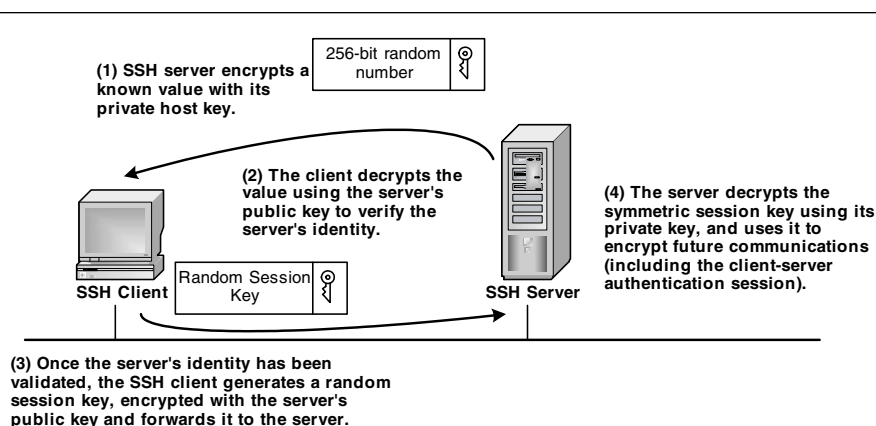 (1) SSH server encrypts a
known value with its
private host key.
256-bit random
number
(2) The client decrypts the
value using the server's
public key to verify the
server's identity.
(4) The server decrypts the
symmetric session key using its
private key, and uses it to
encrypt future communications
(including the client-server
authentication session).
SSH Client
Random Session
Key
SSH Server
(3) Once the server's identity has been
validated, the SSH client generates a random
session key, encrypted with the server's
public key and forwards it to the server.